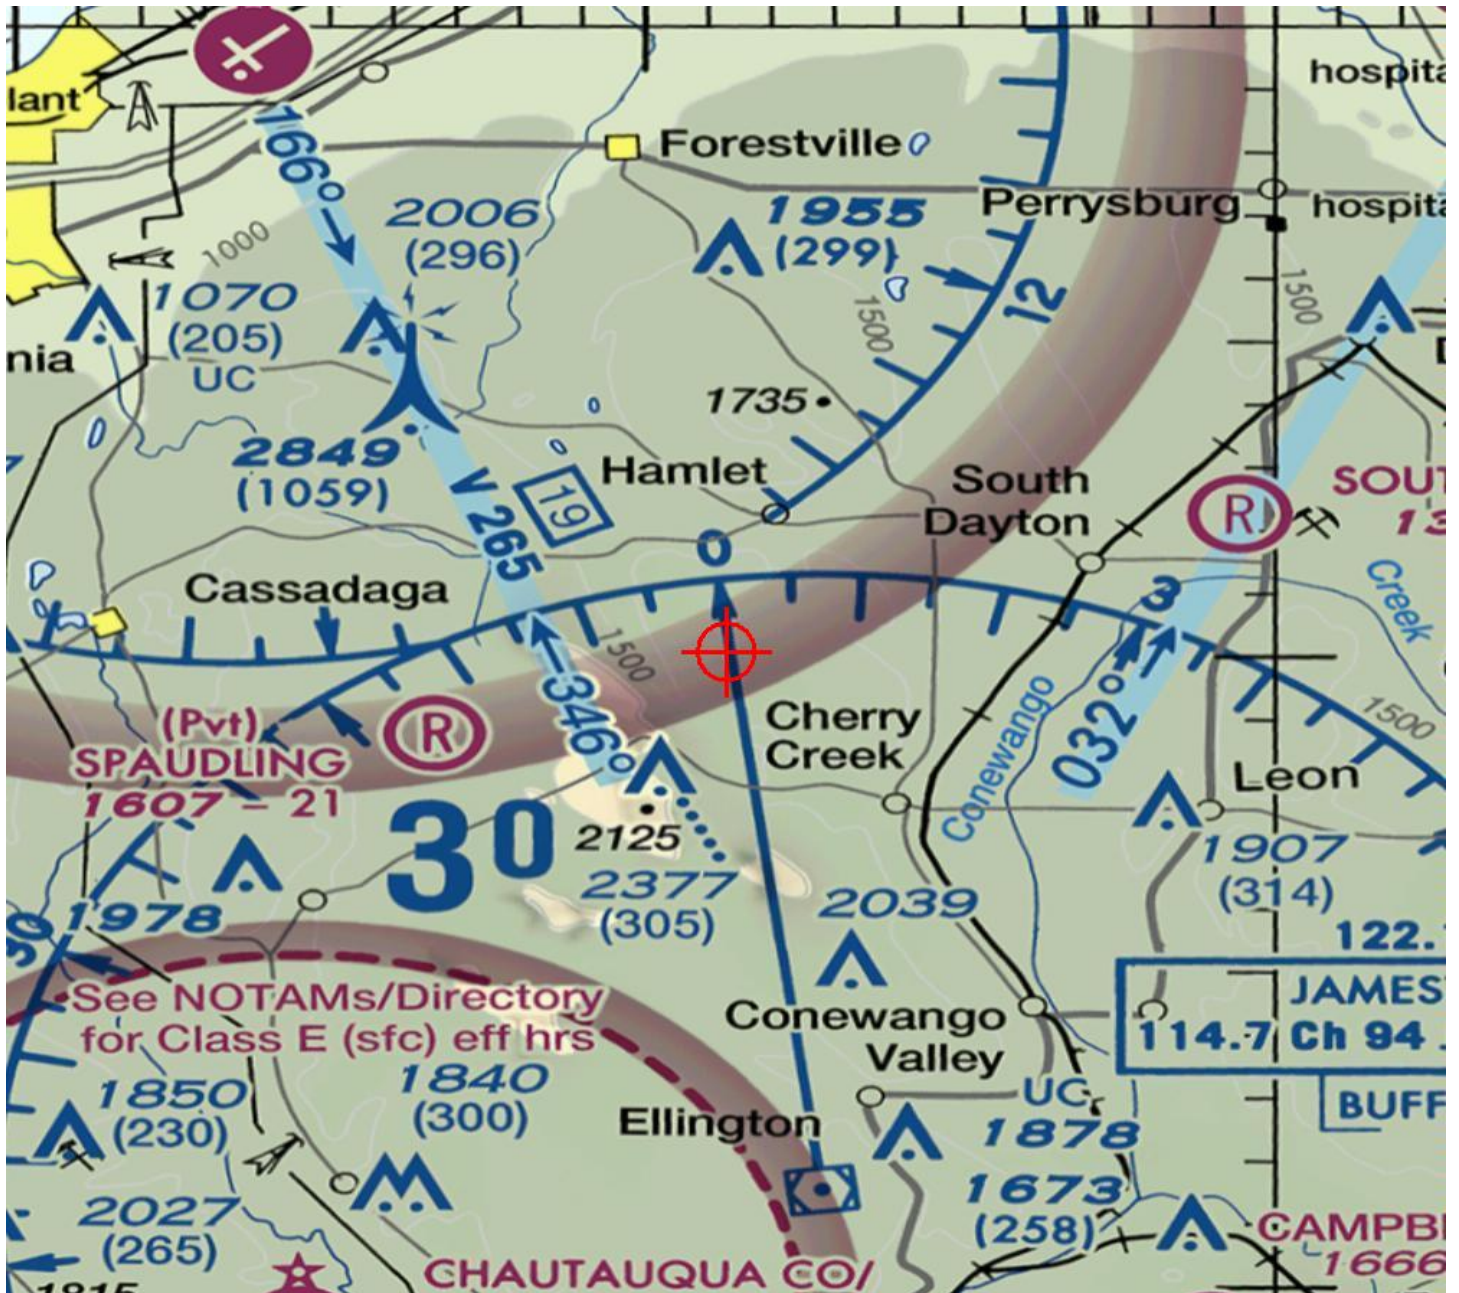 hospita
lant
Forestville
166°
2006
(296)
1955
(299)
Perrysburg
hospita
1000
1070
(205)
UC
nia
12
1500
1500
1735
2849
(1059)
V 265
19
Hamlet
South
Dayton
R
SOUT
13
Cassadaga
0
3
Creek
1500
346°
032°
Conewango
1500
(Pvt)
SPAUDLING
1607 - 21
R
Cherry
Creek
Leon
30
2125
2377
(305)
2039
1907
(314)
1978
30
122.1
See NOTAMs/Directory
for Class E (sfc) eff hrs
Conewango
Valley
JAMES
114.7 Ch 94
BUFF
1850
(230)
1840
(300)
Ellington
UC
1878
1673
(258)
2027
(265)
CAMPB
1666
CHAUTAUQUA CO/
1815